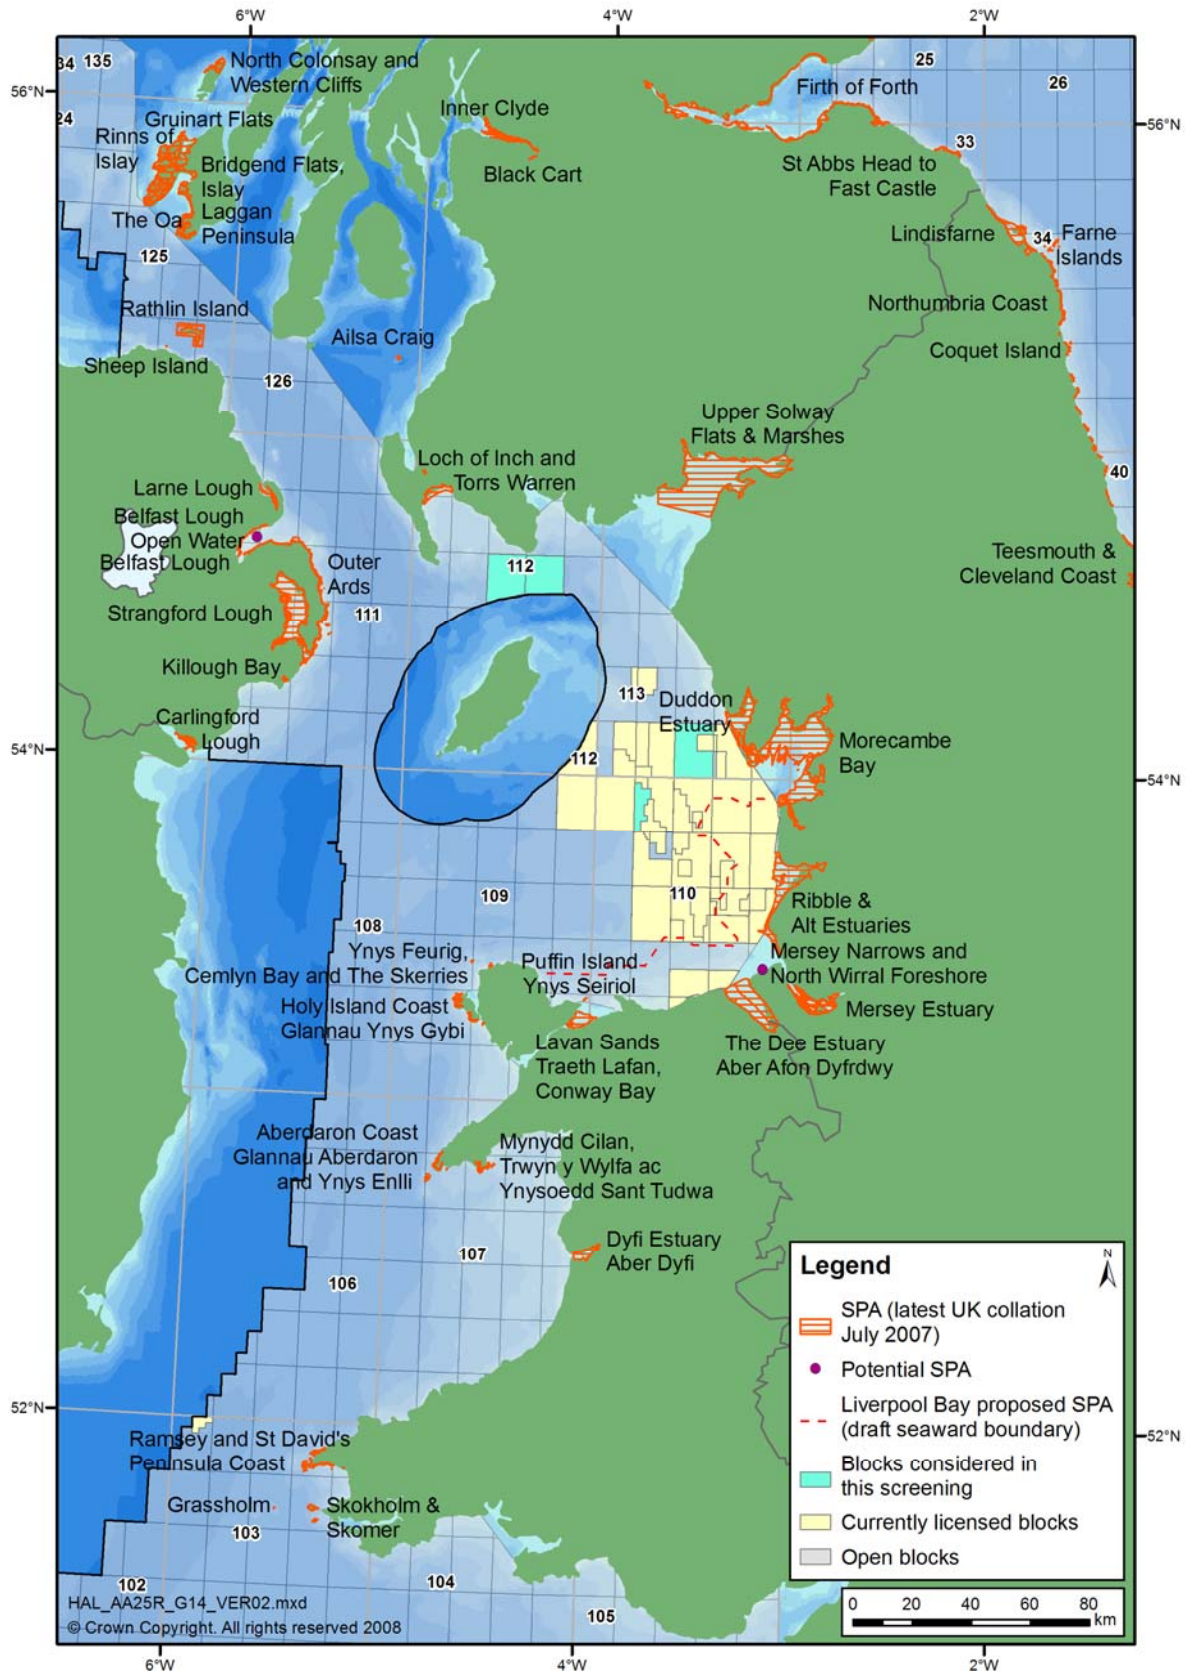 6°W
4°W
2°W
34
135
North Colonsay and
Western Cliffs
25
26
56°N
56°N
Firth of Forth
Inner Clyde
24
Gruinart Flats
Rinns of
Islay
33
Bridgend Flats,
Islay
Black Cart
St Abbs Head to
Fast Castle
The Oa
Laggan
Peninsula
Lindisfarne
34
Farne
Islands
125
Rathlin Island
Northumbria Coast
Ailsa Craig
Coquet Island
Sheep Island
126
Upper Solway
Flats & Marshes
Loch of Inch and
Torrs Warren
40
Larne Lough
Belfast Lough
Open Water
Belfast Lough
Teesmouth &
Cleveland Coast
Outer
Ards
112
Strangford Lough
111
Killough Bay
113
Duddon
Estuary
Carlingford
Lough
Morecambe
Bay
54°N
112
54°N
109
110
Ribble &
Alt Estuaries
108
Ynys Feurig,
Cemlyn Bay and The Skerries
Puffin Island
Ynys Seiriol
Mersey Narrows and
North Wirral Foreshore
Holy Island Coast
Glannau Ynys Gybi
Mersey Estuary
Lavan Sands
Traeth Lafan,
Conway Bay
The Dee Estuary
Aber Afon Dyfrdwy
Aberdaron Coast
Glannau Aberdaron
and Ynys Enlli
Mynydd Cilan,
Trwyn y Wylfa ac
Ynysoedd Sant Tudwa
Dyfi Estuary
Aber Dyfi
107
106
Legend
N
SPA (latest UK collation
July 2007)
Potential SPA
Liverpool Bay proposed SPA
(draft seaward boundary)
Blocks considered in
this screening
Currently licensed blocks
Open blocks
52°N
52°N
Ramsey and St David's
Peninsula Coast
Grassholm
Skokholm &
Skomer
103
102
104
105
HAL_AA25R_G14_VER02.mxd
© Crown Copyright. All rights reserved 2008
0 20 40 60 80
km
6°W
4°W
2°W